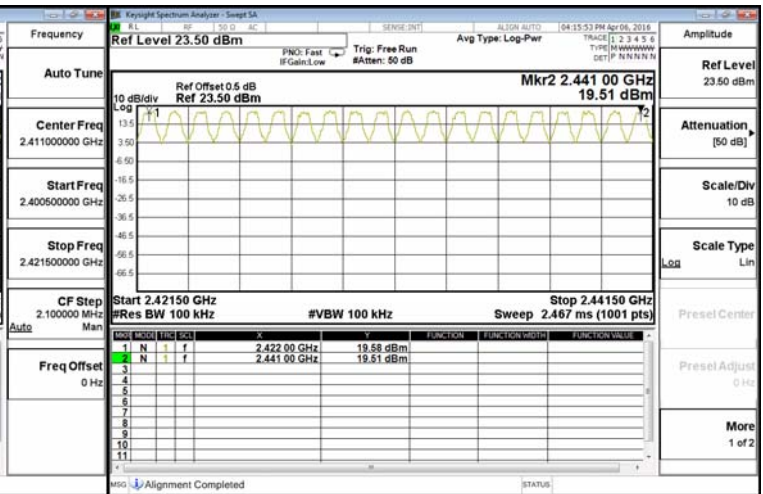 Frequency
Auto Tune
Center Freq
2.411000000 GHz
Start Freq
2.400500000 GHz
Stop Freq
2.421500000 GHz
CF Step
2.100000 MHz
Auto Man
Freq Offset
0 Hz
Keysight Spectrum Analyzer - Swept SA
RL RF 50 Ω AC SENSE:INT ALIGN AUTO 04:15:53 PM Apr 06, 2016
Ref Level 23.50 dBm
PNO: Fast
IFGain:Low
Trig: Free Run
#Atten: 50 dB
Avg Type: Log-Pwr
TRACE 1 2 3 4 5 6
TYPE M WWWWW
DET P N N N N N
Ref Offset 0.5 dB
10 dB/div Ref 23.50 dBm
Mkr2 2.441 00 GHz
19.51 dBm
Log
13.5
3.50
-6.50
-16.5
-26.5
-36.5
-46.5
-56.5
-66.5
1
2
Start 2.42150 GHz Stop 2.44150 GHz
#Res BW 100 kHz #VBW 100 kHz Sweep 2.467 ms (1001 pts)
MKR MODE TRC SCL X Y FUNCTION FUNCTION WIDTH FUNCTION VALUE
1 N 1 f 2.422 00 GHz 19.58 dBm
2 N 1 f 2.441 00 GHz 19.51 dBm
3
4
5
6
7
8
9
10
11
MSG Alignment Completed STATUS
Amplitude
Ref Level
23.50 dBm
Attenuation
[50 dB]
Scale/Div
10 dB
Scale Type
Log Lin
Presel Center
Presel Adjust
0 Hz
More
1 of 2